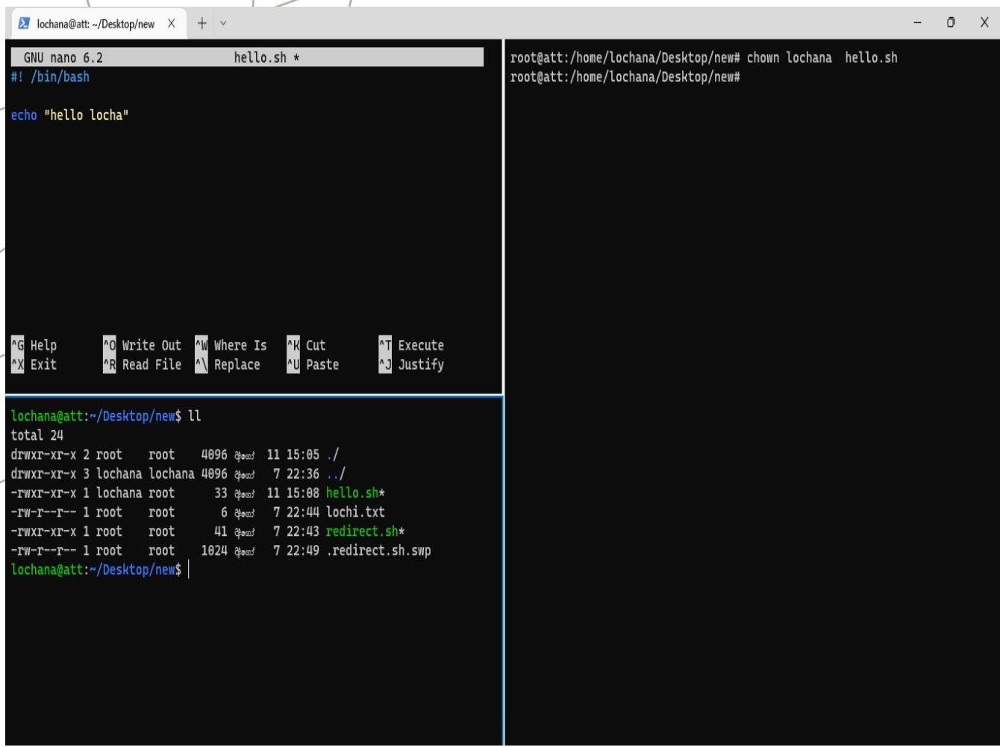 lochana@att: ~/Desktop/new
GNU nano 6.2 hello.sh *
#! /bin/bash
echo "hello locha"
^G Help ^O Write Out ^W Where Is ^K Cut ^T Execute
^X Exit ^R Read File ^\ Replace ^U Paste ^J Justify
lochana@att:~/Desktop/new$ ll
total 24
drwxr-xr-x 2 root root 4096 අගෝ 11 15:05 ./
drwxr-xr-x 3 lochana lochana 4096 අගෝ 7 22:36 ../
-rwxr-xr-x 1 lochana root 33 අගෝ 11 15:08 hello.sh*
-rw-r--r-- 1 root root 6 අගෝ 7 22:44 lochi.txt
-rwxr-xr-x 1 root root 41 අගෝ 7 22:43 redirect.sh*
-rw-r--r-- 1 root root 1024 අගෝ 7 22:49 .redirect.sh.swp
lochana@att:~/Desktop/new$
root@att:/home/lochana/Desktop/new# chown lochana  hello.sh
root@att:/home/lochana/Desktop/new#